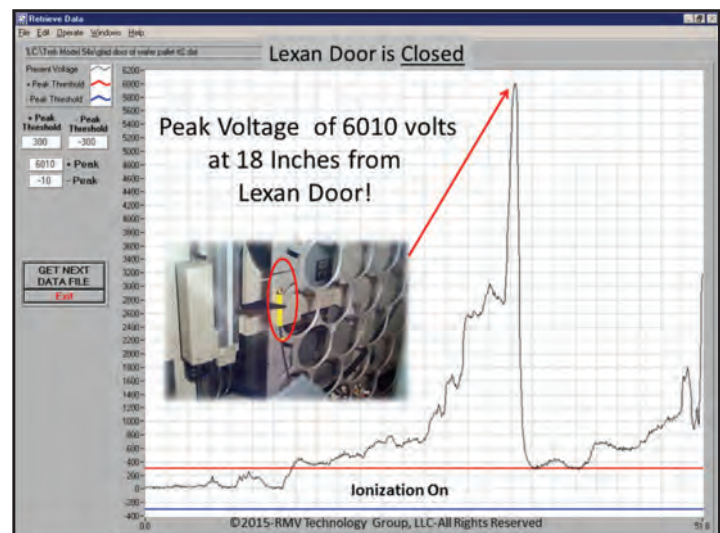 Retrieve Data
File Edit Operate Windows Help
Lexan Door is Closed
Present Voltage
+ Peak Threshold
- Peak Threshold
+ Peak Threshold
- Peak Threshold
300
-300
6010 + Peak
-10 - Peak
GET NEXT
DATA FILE
Exit
Peak Voltage of 6010 volts
at 18 Inches from
Lexan Door!
6200
6000
5800
5600
5400
5200
5000
4800
4600
4400
4200
4000
3800
3600
3400
3200
3000
2800
2600
2400
2200
2000
1800
1600
1400
1200
1000
800
600
400
200
0
-200
-400
Ionization On
0.0
©2015-RMV Technology Group, LLC-All Rights Reserved